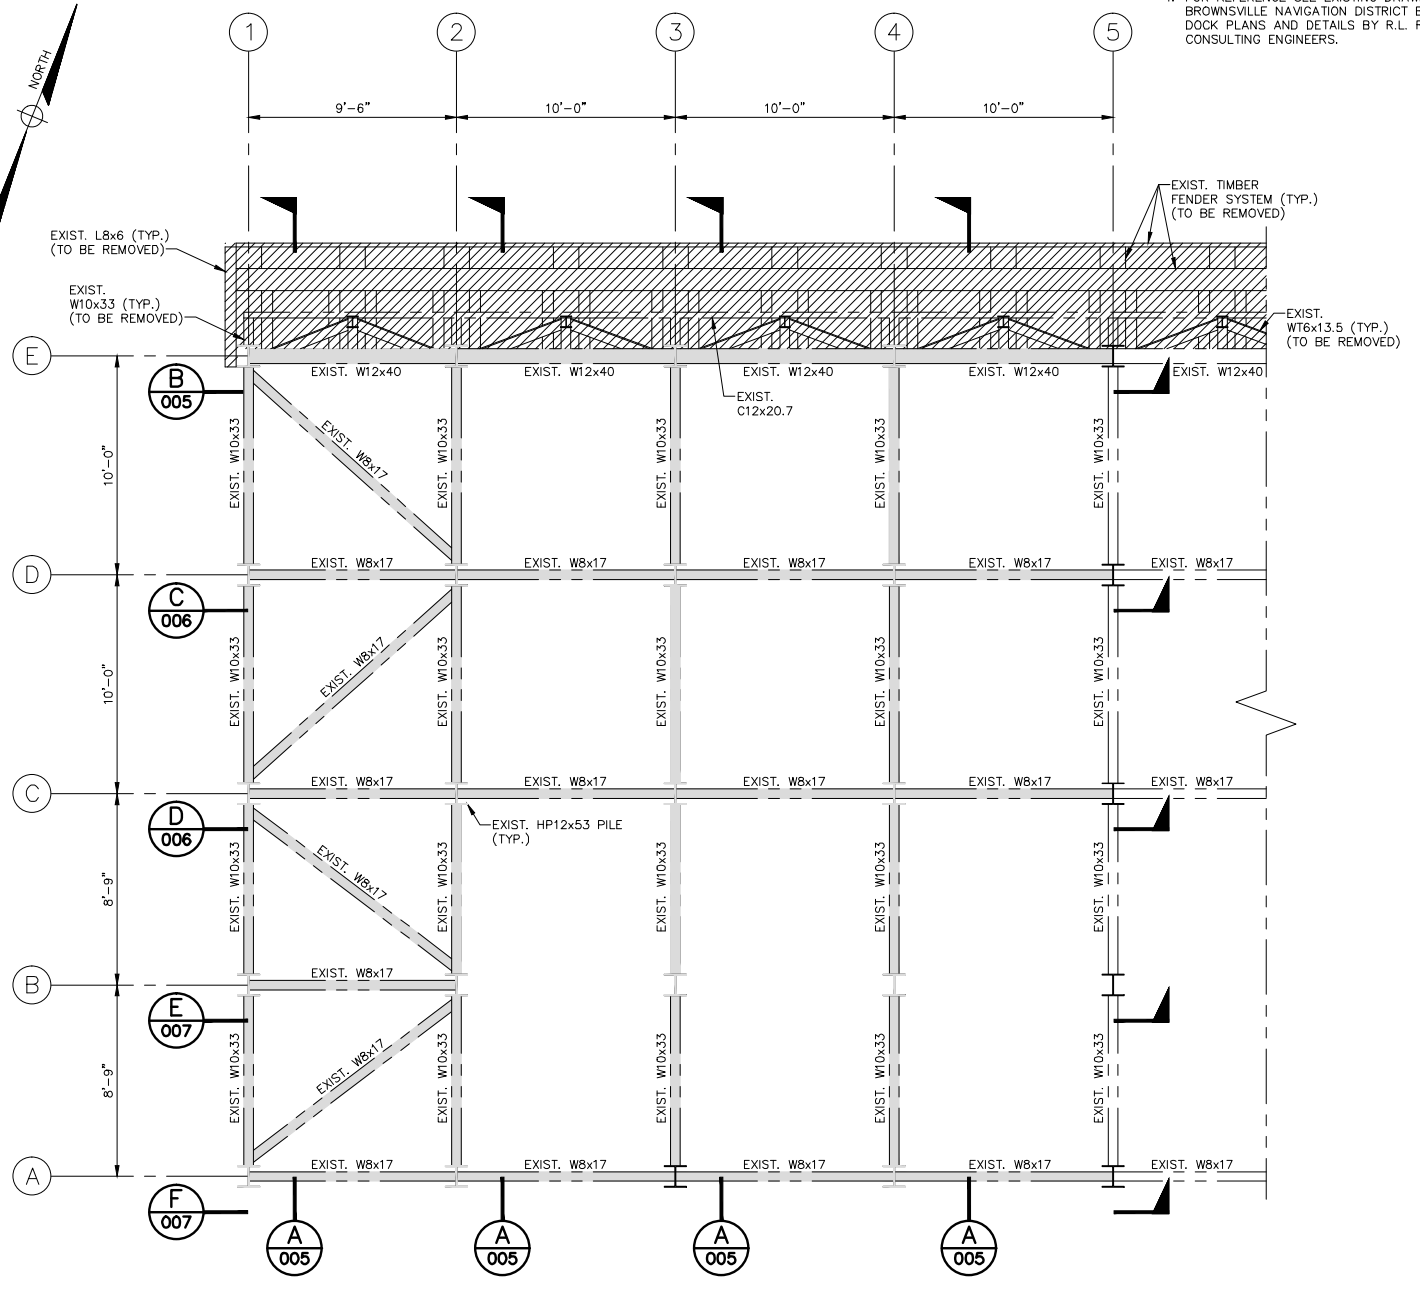 1
2
3
4
5
BROWNSVILLE NAVIGATION DISTRICT
DOCK PLANS AND DETAILS BY R.L.
CONSULTING ENGINEERS.
NORTH
9'-6"
10'-0"
10'-0"
10'-0"
EXIST. TIMBER
FENDER SYSTEM (TYP.)
(TO BE REMOVED)
EXIST. L8x6 (TYP.)
(TO BE REMOVED)
EXIST.
W10x33 (TYP.)
(TO BE REMOVED)
EXIST.
WT6x13.5 (TYP.)
(TO BE REMOVED)
E
EXIST. W12x40
EXIST. W12x40
EXIST. W12x40
EXIST. W12x40
EXIST. W12x40
B
005
EXIST.
C12x20.7
10'-0"
EXIST. W10x33
EXIST. W8x17
EXIST. W10x33
EXIST. W10x33
EXIST. W10x33
EXIST. W10x33
EXIST. W8x17
EXIST. W8x17
EXIST. W8x17
EXIST. W8x17
EXIST. W8x17
D
C
006
10'-0"
EXIST. W10x33
EXIST. W8x17
EXIST. W10x33
EXIST. W10x33
EXIST. W10x33
EXIST. W10x33
EXIST. W8x17
EXIST. W8x17
EXIST. W8x17
EXIST. W8x17
EXIST. W8x17
C
D
006
EXIST. HP12x53 PILE
(TYP.)
8'-9"
EXIST. W10x33
EXIST. W8x17
EXIST. W10x33
EXIST. W10x33
EXIST. W10x33
EXIST. W10x33
EXIST. W8x17
B
E
007
8'-9"
EXIST. W10x33
EXIST. W8x17
EXIST. W10x33
EXIST. W10x33
EXIST. W10x33
EXIST. W10x33
EXIST. W8x17
EXIST. W8x17
EXIST. W8x17
EXIST. W8x17
EXIST. W8x17
A
F
007
A
005
A
005
A
005
A
005